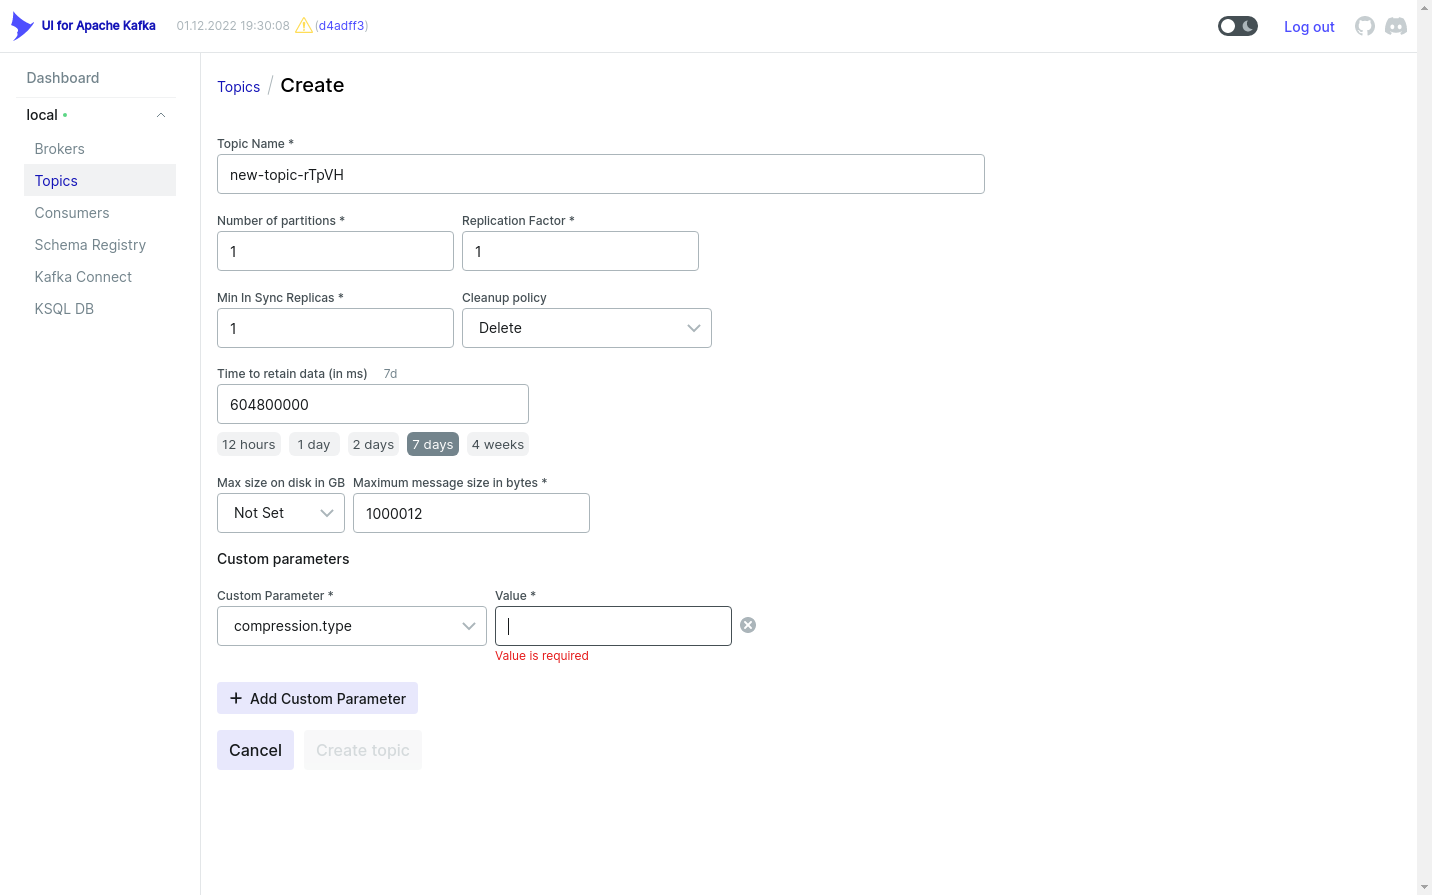 UI for Apache Kafka 01.12.2022 19:30:08 (d4adff3) Log out
Dashboard
local
Brokers
Topics
Consumers
Schema Registry
Kafka Connect
KSQL DB
Topics / Create
Topic Name *
new-topic-rTpVH
Number of partitions * Replication Factor *
1 1
Min In Sync Replicas * Cleanup policy
1 Delete
Time to retain data (in ms) 7d
604800000
12 hours 1 day 2 days 7 days 4 weeks
Max size on disk in GB Maximum message size in bytes *
Not Set 1000012
Custom parameters
Custom Parameter * Value *
compression.type
Value is required
+ Add Custom Parameter
Cancel Create topic